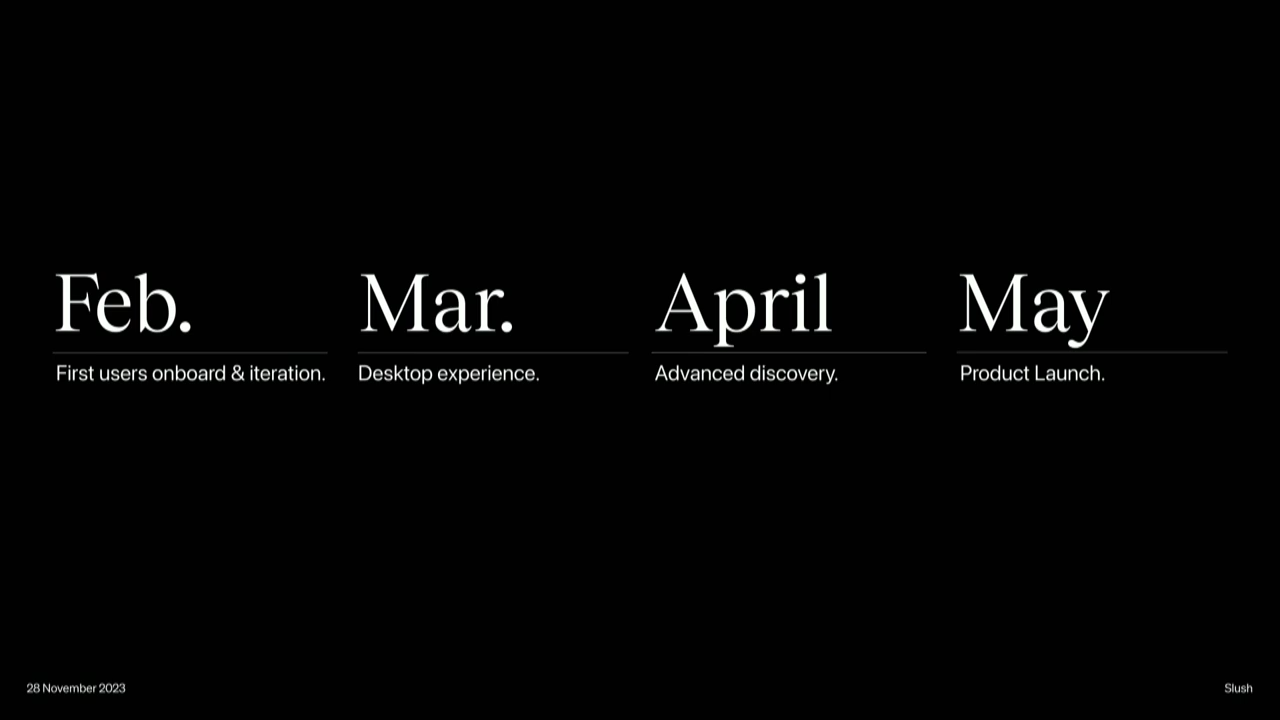 Feb.
First users onboard & iteration.
Mar.
Desktop experience.
April
Advanced discovery.
May
Product Launch.
28 November 2023
Slush